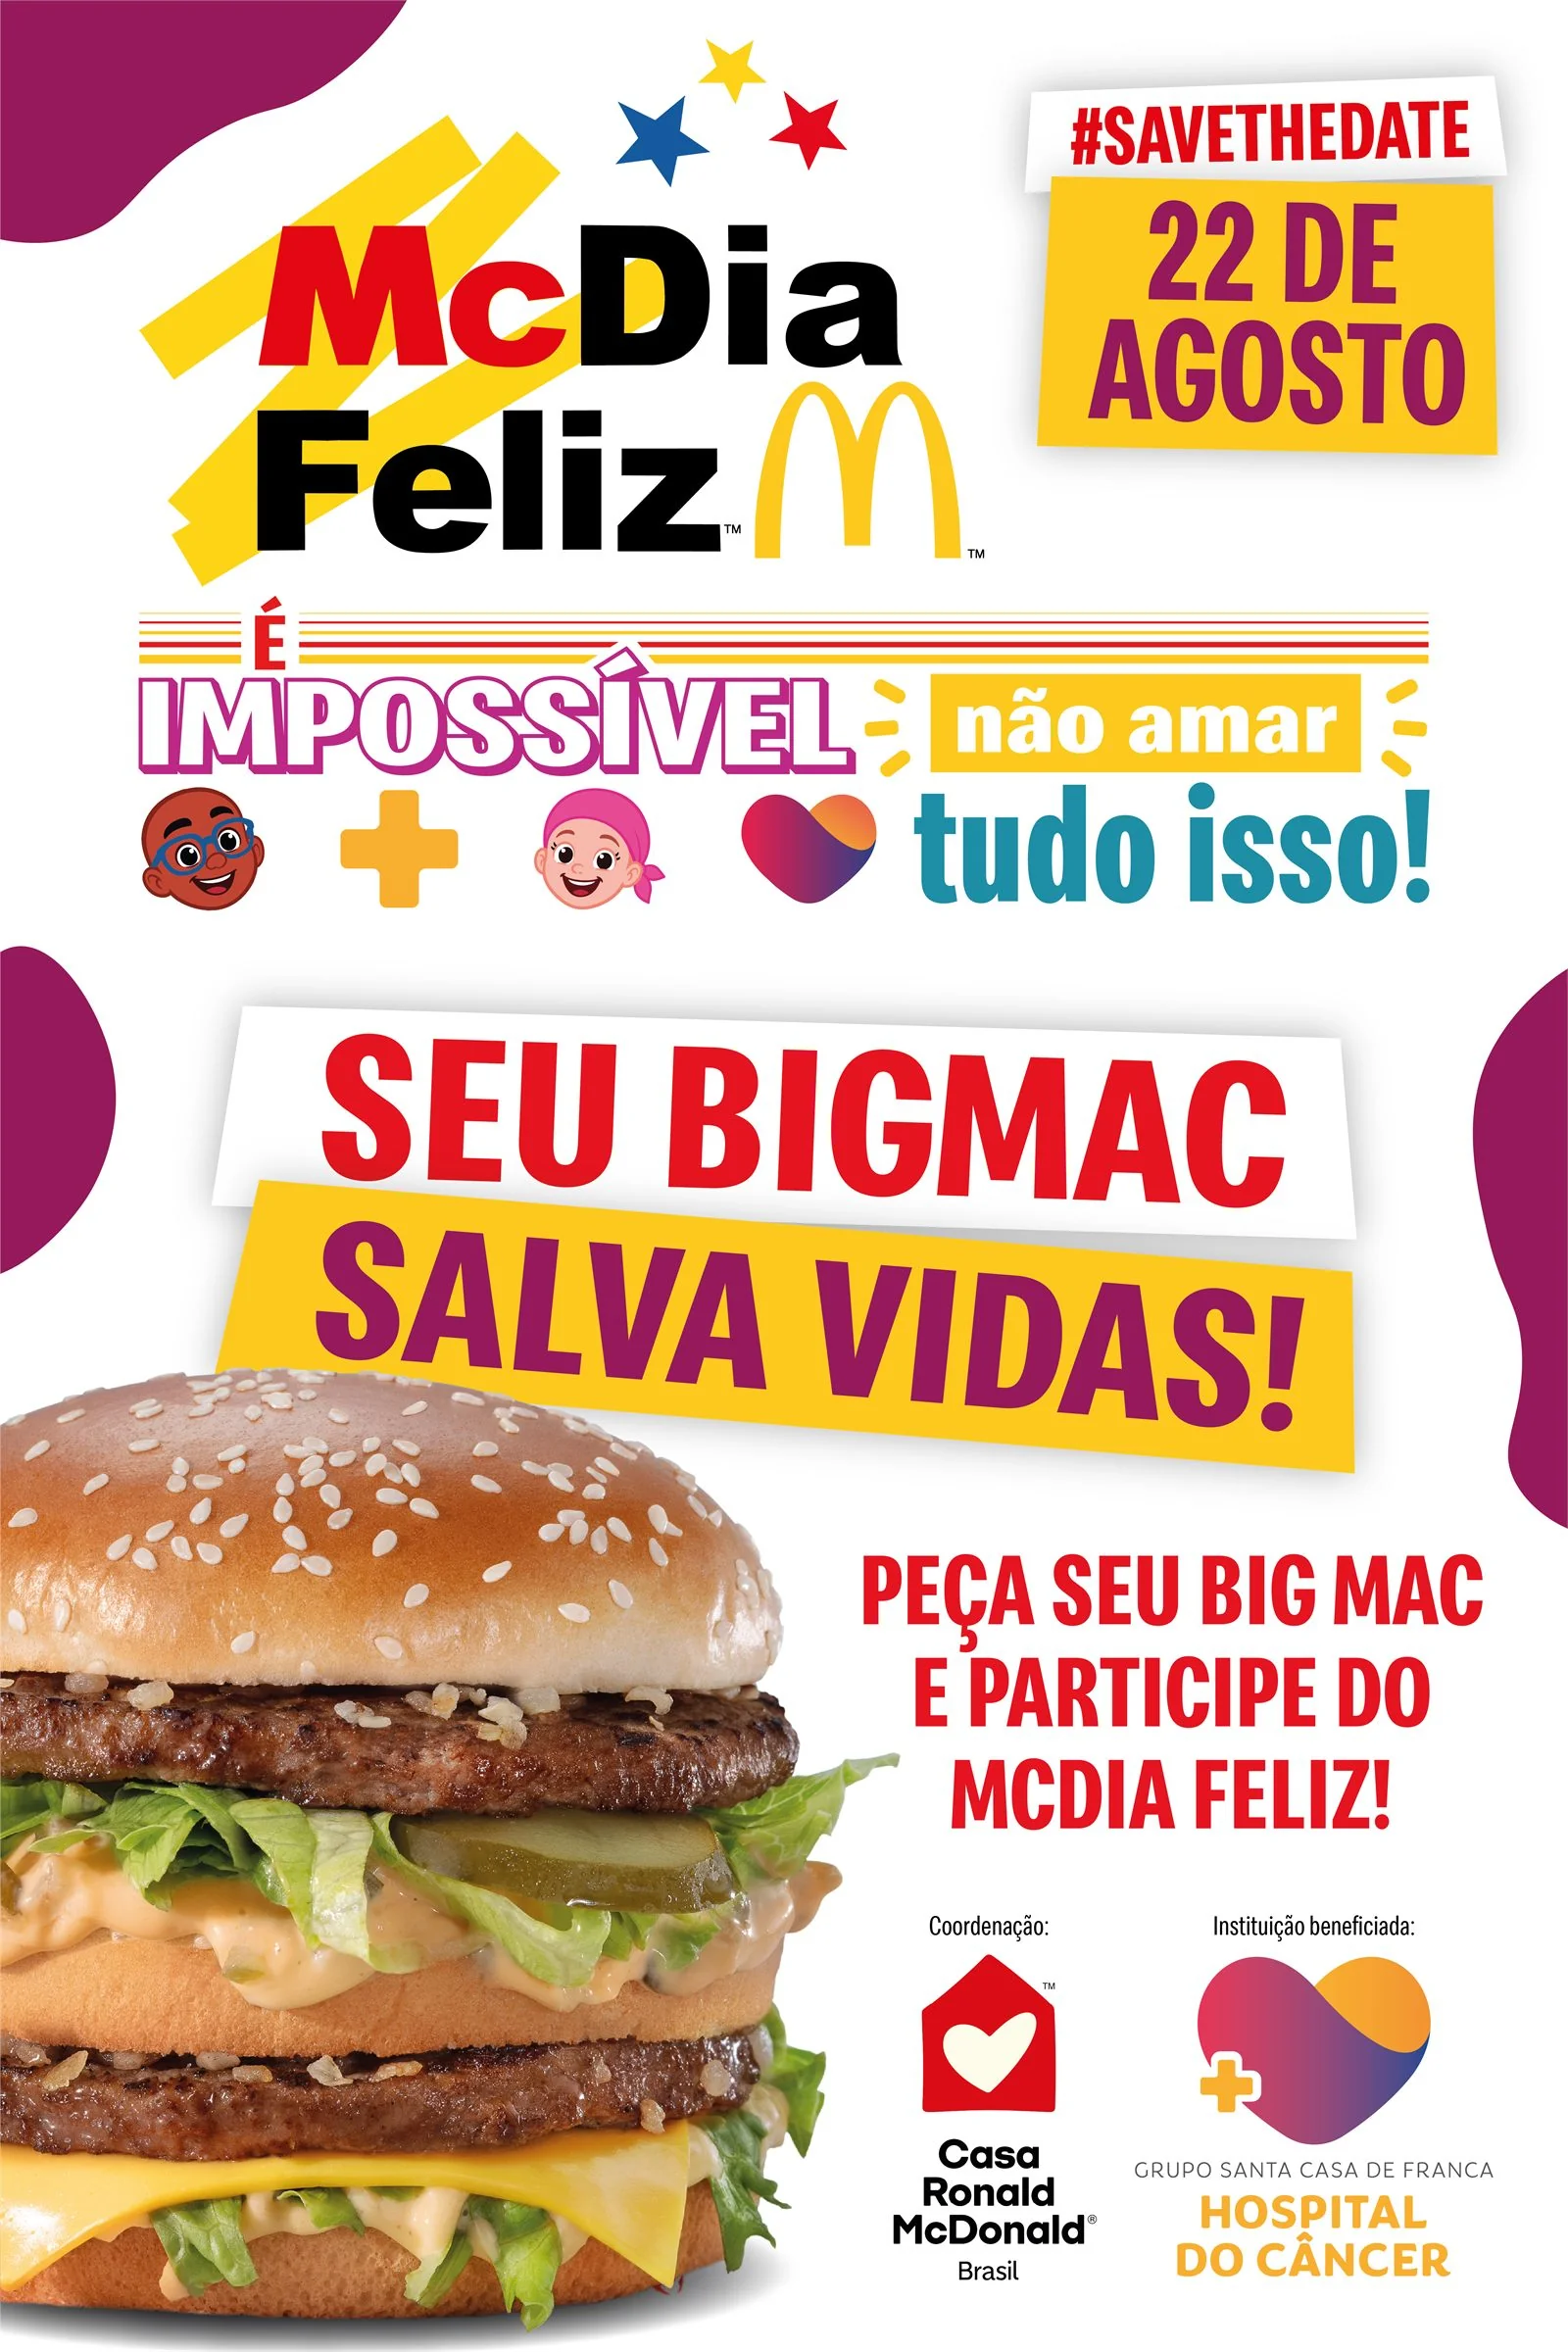 #SAVETHEDATE
22 DE
AGOSTO
McDia
Feliz™
™
É
IMPOSSÍVEL não amar
tudo isso!
SEU BIGMAC
SALVA VIDAS!
PEÇA SEU BIG MAC
E PARTICIPE DO
MCDIA FELIZ!
Coordenação:
™
Casa
Ronald
McDonald®
Brasil
Instituição beneficiada:
GRUPO SANTA CASA DE FRANCA
HOSPITAL
DO CÂNCER